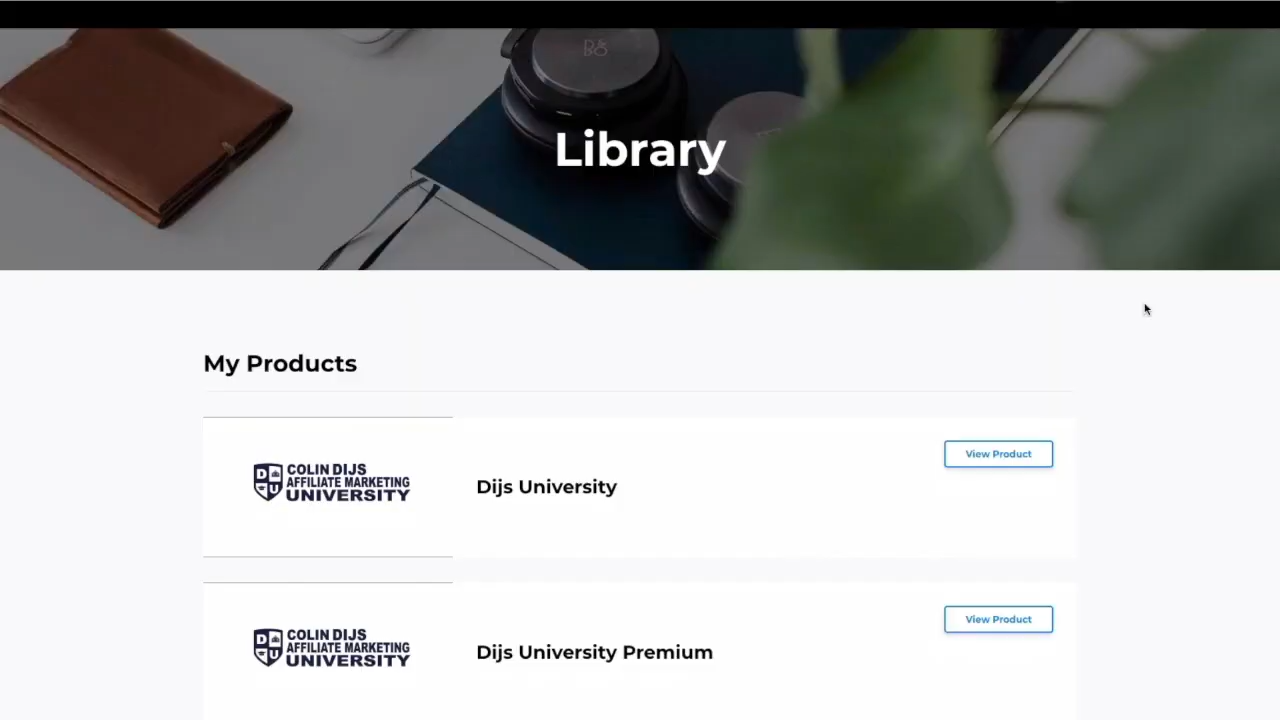 Library
My Products
COLIN DIJS
AFFILIATE MARKETING
UNIVERSITY
Dijs University
View Product
COLIN DIJS
AFFILIATE MARKETING
UNIVERSITY
Dijs University Premium
View Product